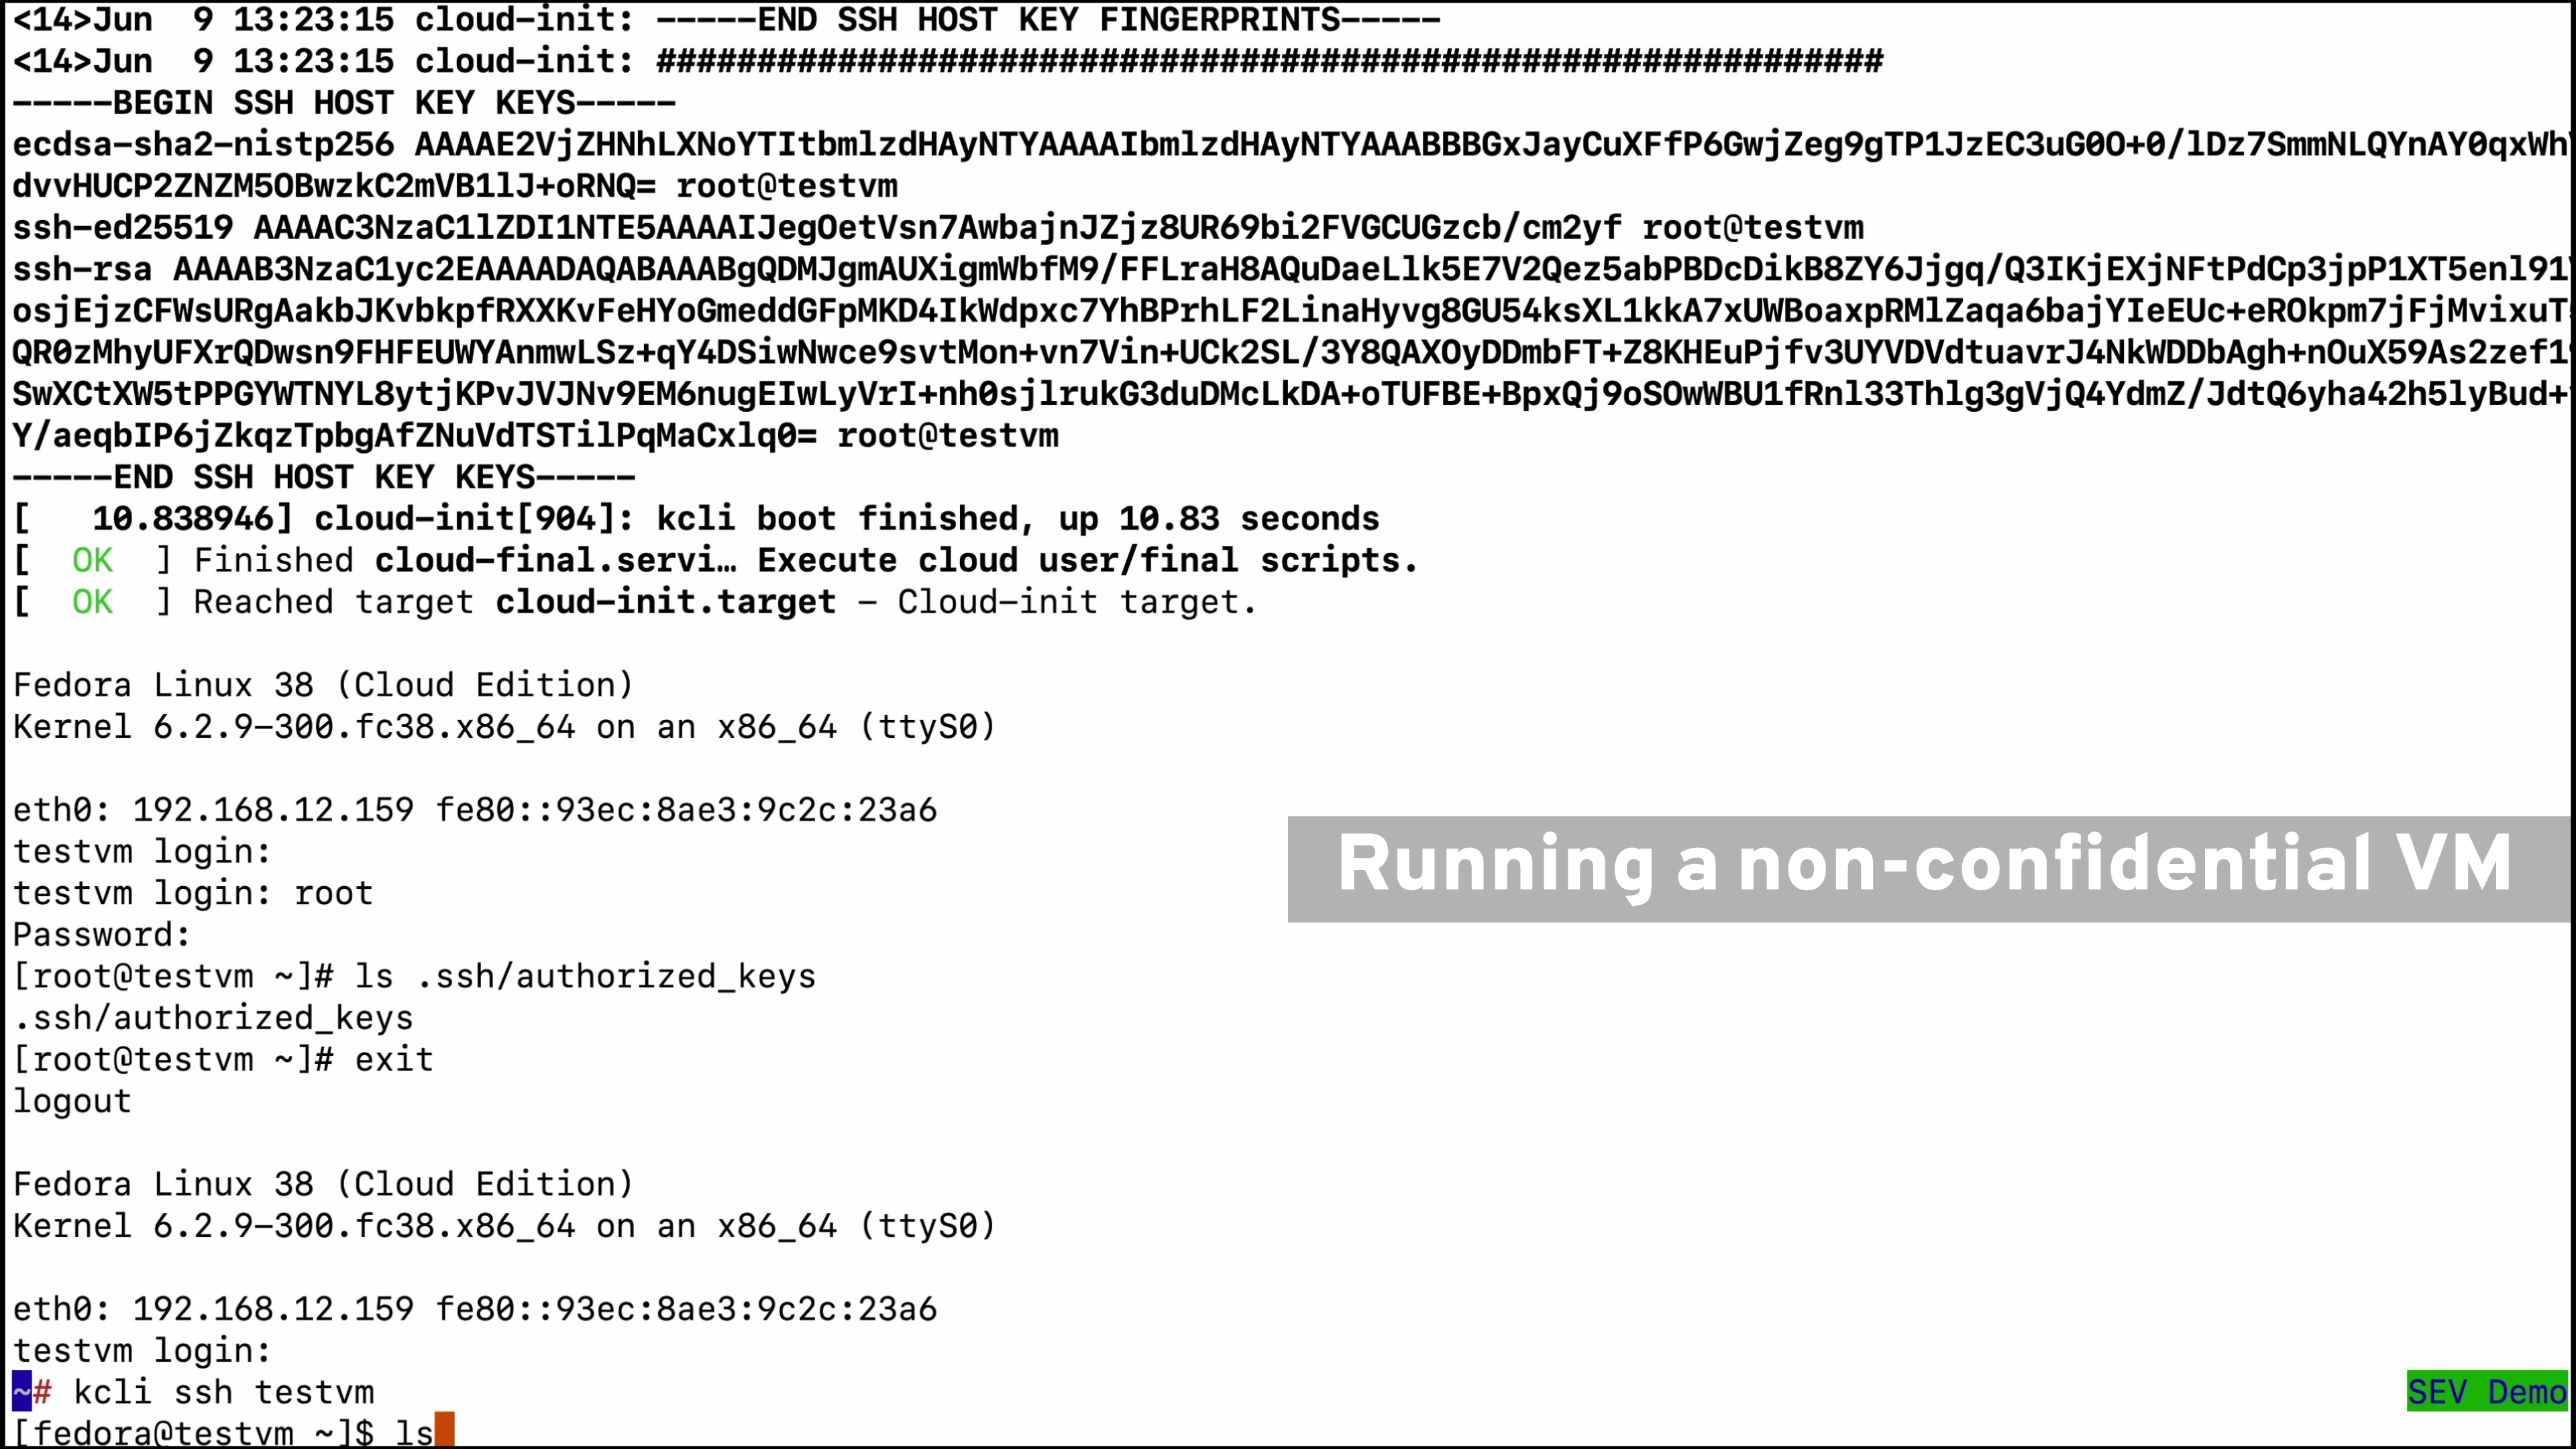 <14>Jun  9 13:23:15 cloud-init: -----END SSH HOST KEY FINGERPRINTS-----
<14>Jun  9 13:23:15 cloud-init: #############################################################
-----BEGIN SSH HOST KEY KEYS-----
ecdsa-sha2-nistp256 AAAAE2VjZHNhLXNoYTItbmlzdHAyNTYAAAAIbmlzdHAyNTYAAABBBGxJayCuXFfP6GwjZeg9gTP1JzEC3uG0O+0/lDz7SmmNLQYnAY0qxWh
dvvHUCP2ZNZM5OBwzkC2mVB1lJ+oRNQ= root@testvm
ssh-ed25519 AAAAC3NzaC1lZDI1NTE5AAAAIJegOetVsn7AwbajnJZjz8UR69bi2FVGCUGzcb/cm2yf root@testvm
ssh-rsa AAAAB3NzaC1yc2EAAAADAQABAAABgQDMJgmAUXigmWbfM9/FFLraH8AQuDaeLlk5E7V2Qez5abPBDcDikB8ZY6Jjgq/Q3IKjEXjNFtPdCp3jpP1XT5enl91
osjEjzCFWsURgAakbJKvbkpfRXXKvFeHYoGmeddGFpMKD4IkWdpxc7YhBPrhLF2LinaHyvg8GU54ksXL1kkA7xUWBoaxpRMlZaqa6bajYIeEUc+eROkpm7jFjMvixuT
QR0zMhyUFXrQDwsn9FHFEUWYAnmwLSz+qY4DSiwNwce9svtMon+vn7Vin+UCk2SL/3Y8QAXOyDDmbFT+Z8KHEuPjfv3UYVDVdtuavrJ4NkWDDbAgh+nOuX59As2zef1
SwXCtXW5tPPGYWTNYL8ytjKPvJVJNv9EM6nugEIwLyVrI+nh0sjlrukG3duDMcLkDA+oTUFBE+BpxQj9oSOwWBU1fRnl33Thlg3gVjQ4YdmZ/JdtQ6yha42h5lyBud+
Y/aeqbIP6jZkqzTpbgAfZNuVdTSTilPqMaCxlq0= root@testvm
-----END SSH HOST KEY KEYS-----
[   10.838946] cloud-init[904]: kcli boot finished, up 10.83 seconds
[  OK  ] Finished cloud-final.servi… Execute cloud user/final scripts.
[  OK  ] Reached target cloud-init.target – Cloud-init target.
Fedora Linux 38 (Cloud Edition)
Kernel 6.2.9-300.fc38.x86_64 on an x86_64 (ttyS0)
eth0: 192.168.12.159 fe80::93ec:8ae3:9c2c:23a6
testvm login:
Running a non-confidential VM
testvm login: root
Password:
[root@testvm ~]# ls .ssh/authorized_keys
.ssh/authorized_keys
[root@testvm ~]# exit
logout
Fedora Linux 38 (Cloud Edition)
Kernel 6.2.9-300.fc38.x86_64 on an x86_64 (ttyS0)
eth0: 192.168.12.159 fe80::93ec:8ae3:9c2c:23a6
testvm login:
~# kcli ssh testvm
SEV Demo
[fedora@testvm ~]$ ls